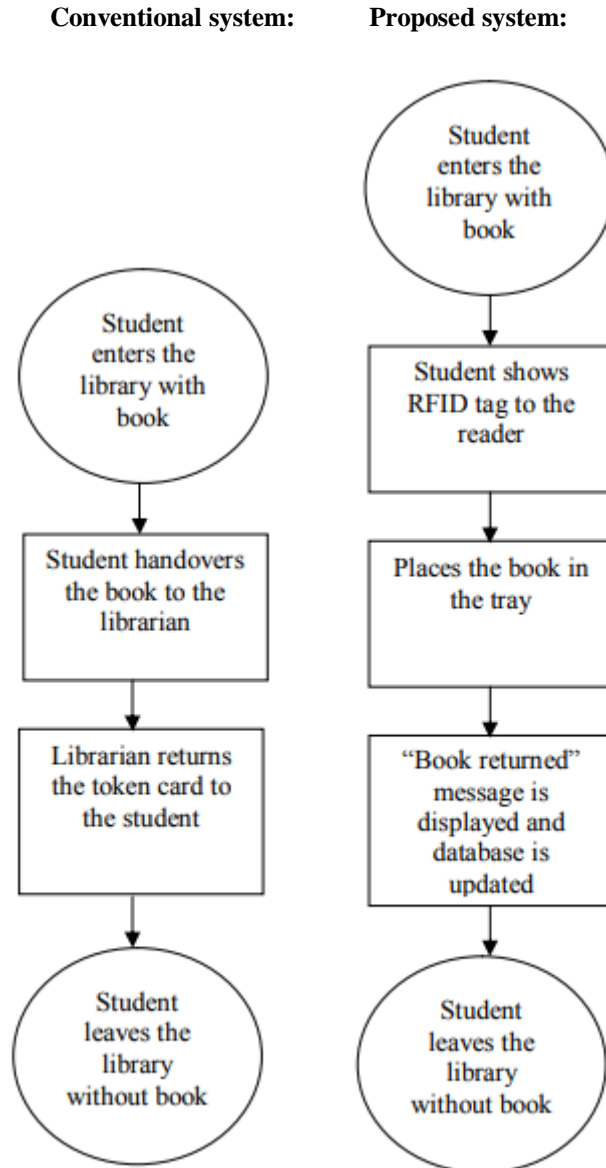 Conventional system:
Proposed system:
Student
enters the
library with
book
Student handovers
the book to the
librarian
Librarian returns
the token card to
the student
Student
leaves the
library
without book
Student
enters the
library with
book
Student shows
RFID tag to the
reader
Places the book in
the tray
“Book returned”
message is
displayed and
database is
updated
Student
leaves the
library
without book